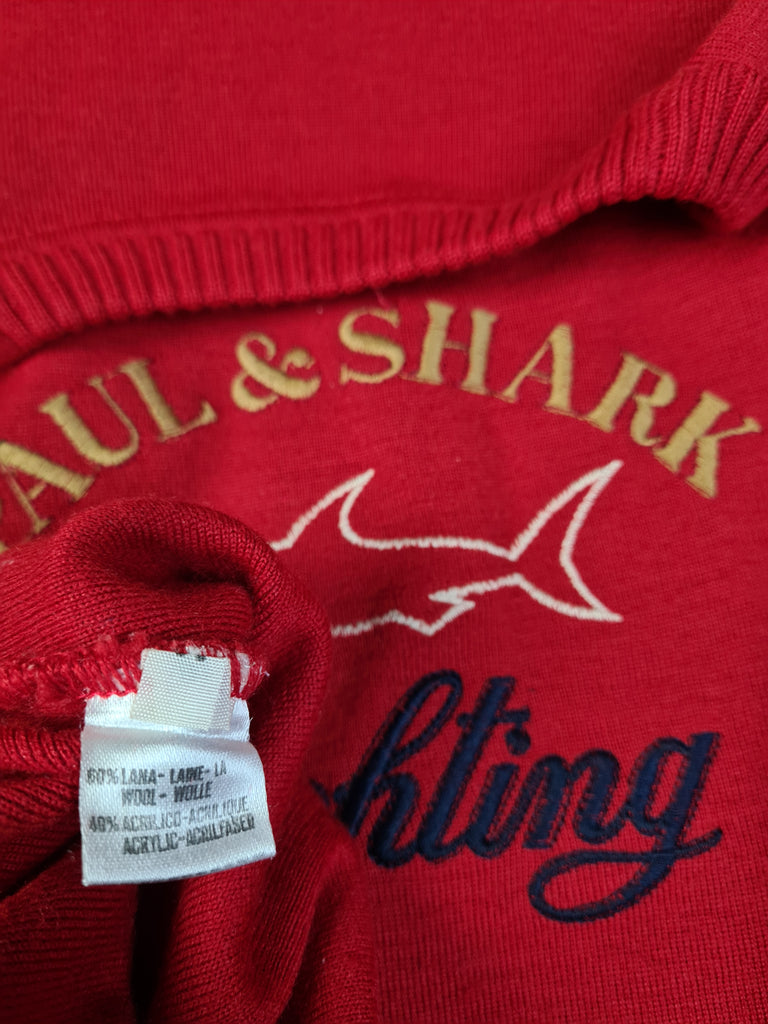 PAUL & SHARK
hting
60% LANA - LAINE - LA
WOOL - WOLLE
40% ACRILICO - ACRILIQUE
ACRYLIC - ACRILFASER